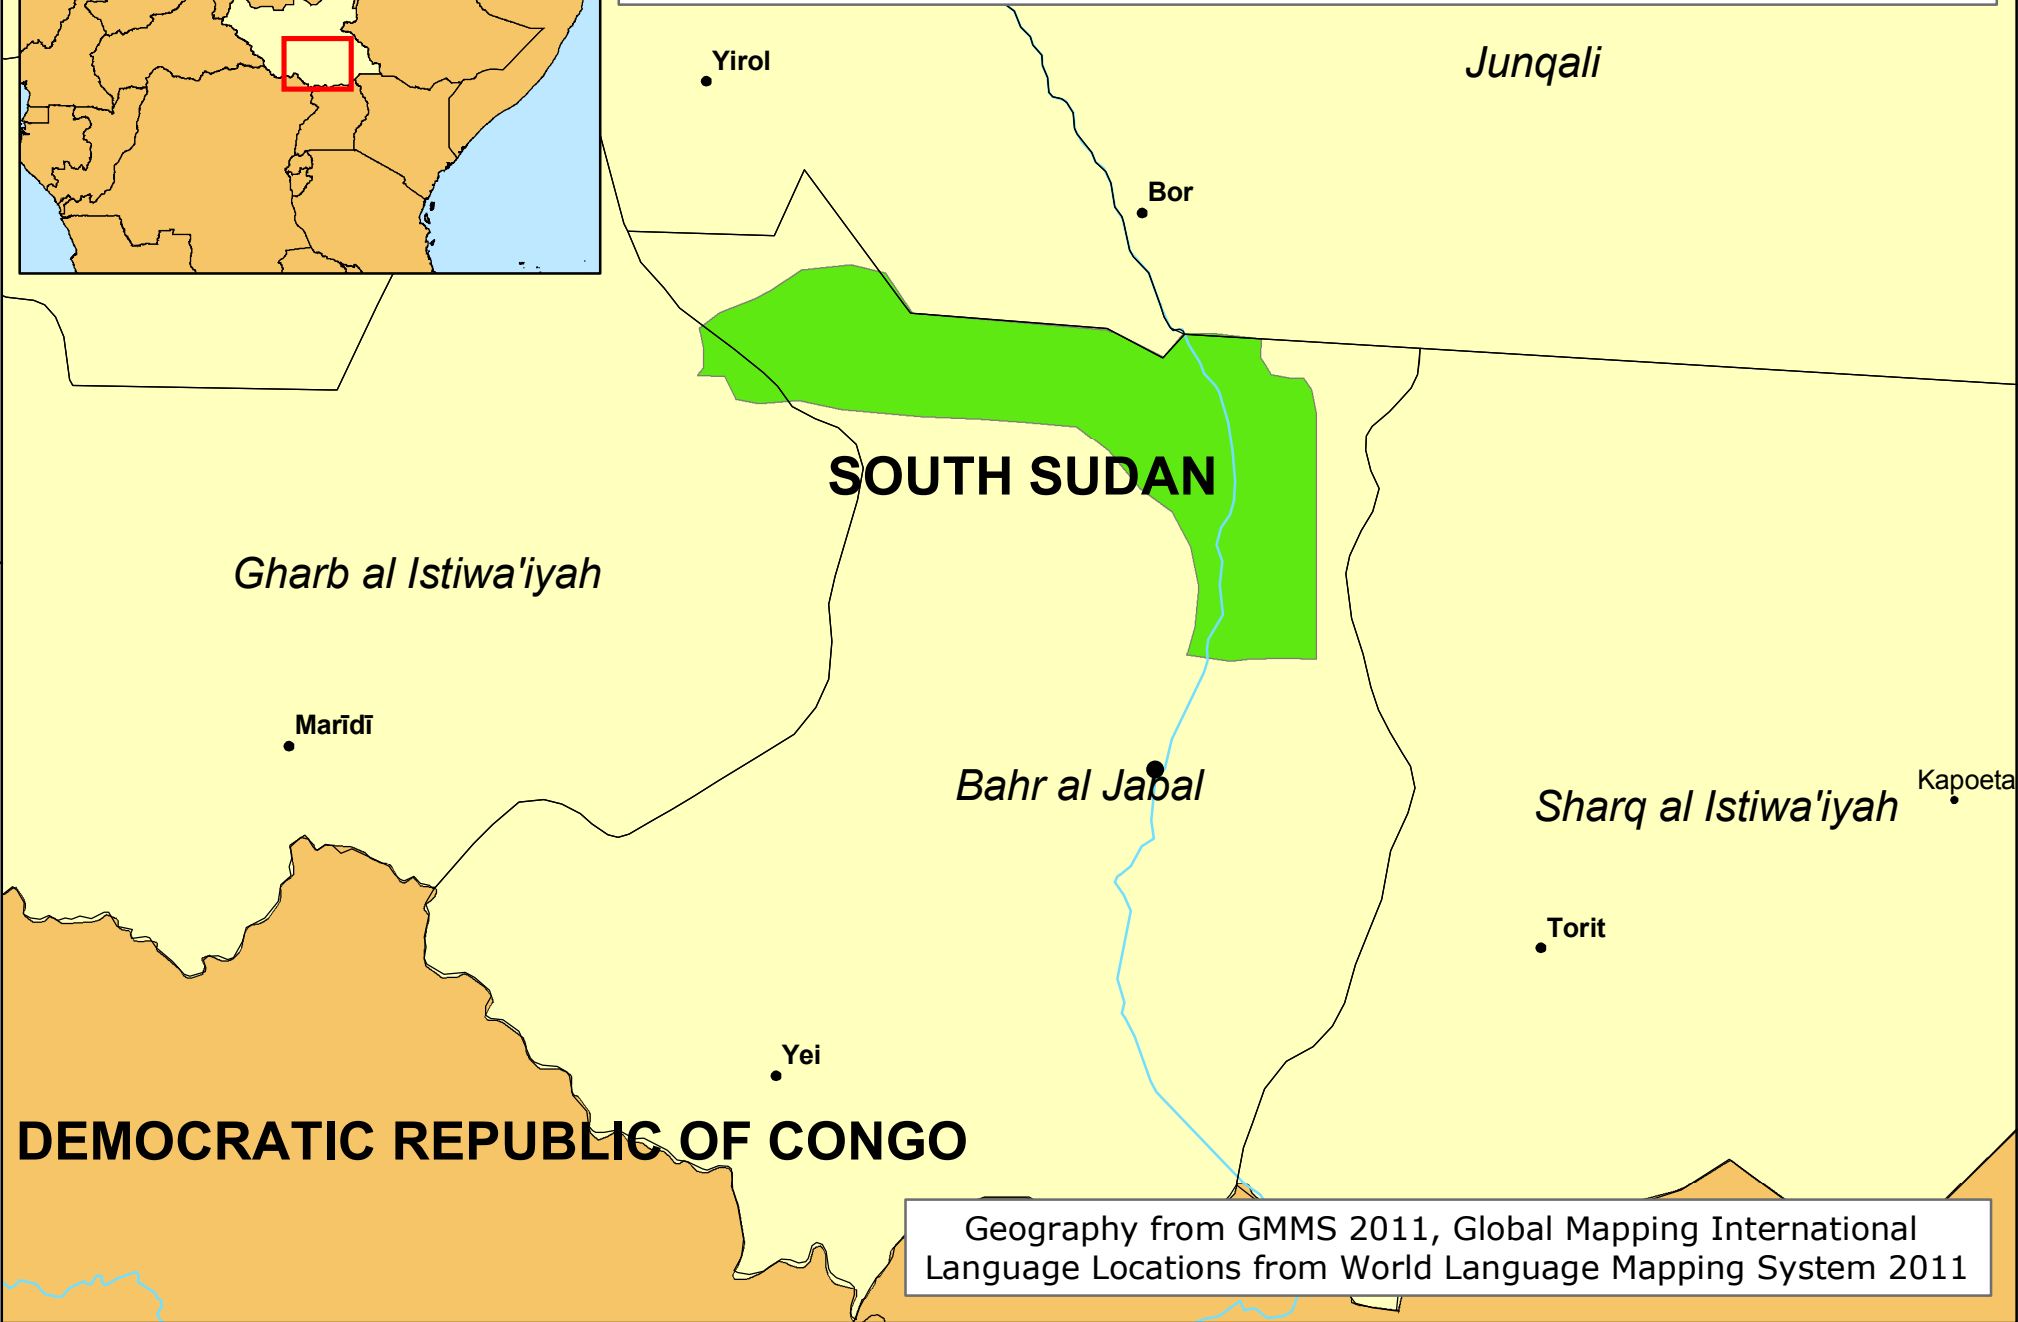 Yirol
Junqali
Bor
SOUTH SUDAN
Gharb al Istiwa'iyah
Marīdī
Bahr al Jabal
Kapoeta
Sharq al Istiwa'iyah
Torit
Yei
DEMOCRATIC REPUBLIC OF CONGO
Geography from GMMS 2011, Global Mapping International
Language Locations from World Language Mapping System 2011